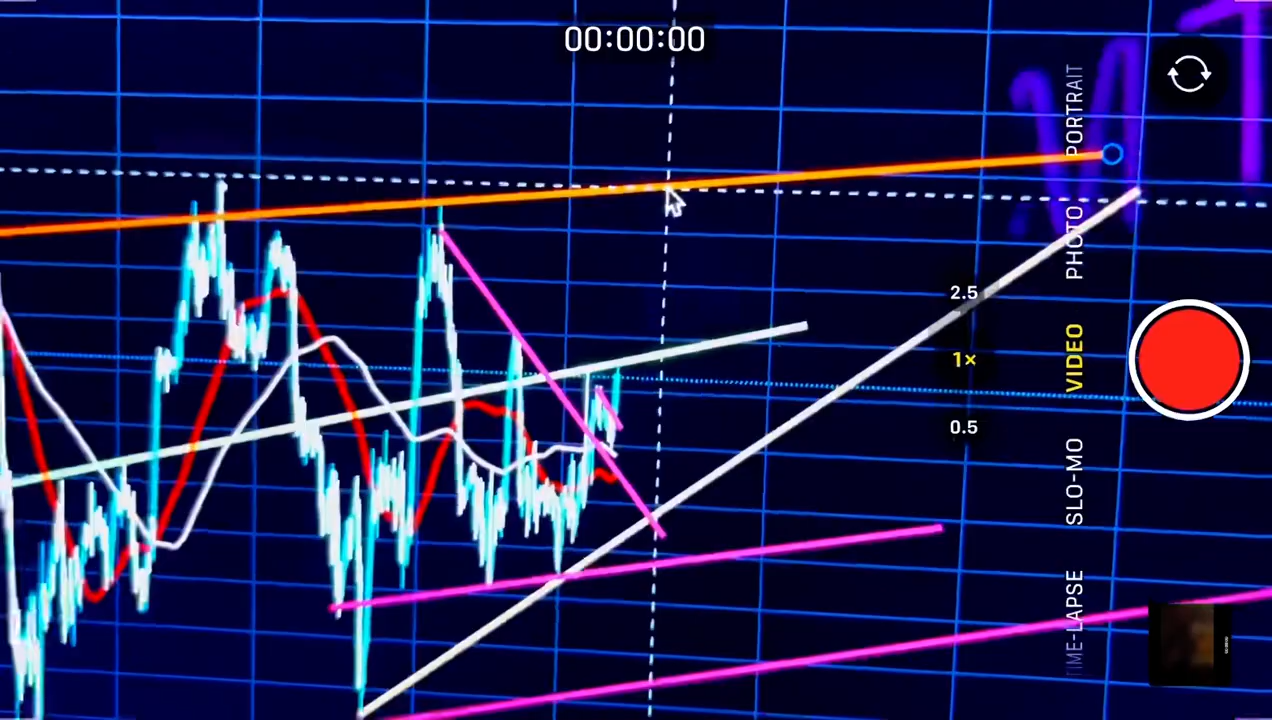 00:00:00
PORTRAIT
PHOTO
VIDEO
SLO-MO
TIME-LAPSE
2.5
1×
0.5